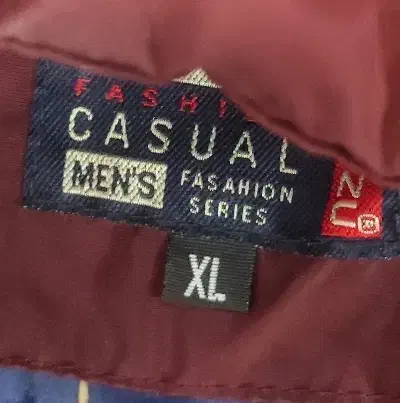 CASUAL
MEN'S
FASAHION
SERIES
XL